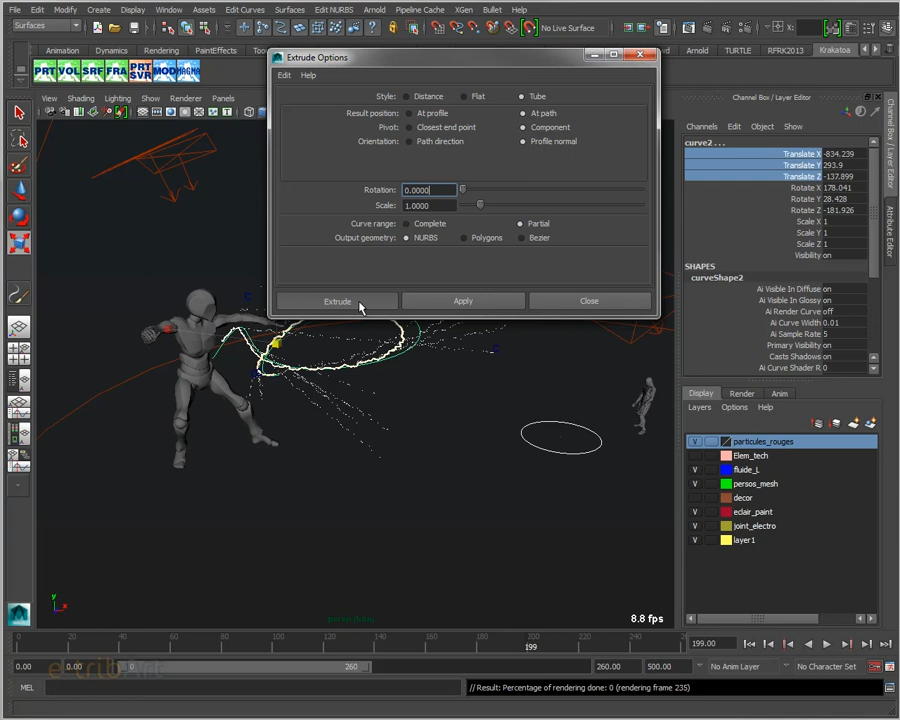 File Edit Modify Create Display Window Assets Edit Curves Surfaces Edit NURBS Arnold Pipeline Cache XGen Bullet Help
Surfaces No Live Surface
Animation Dynamics Rendering PaintEffects Arnold TURTLE RFRK2013 Krakatoa
PRT VOL SRF FRA PRT SVR MOD MAGMA
View Shading Lighting Show Renderer Panels
Extrude Options
Edit Help
Style: Distance Flat Tube
Result position: At profile At path
Pivot: Closest end point Component
Orientation: Path direction Profile normal
Rotation: 0.0000
Scale: 1.0000
Curve range: Complete Partial
Output geometry: NURBS Polygons Bezier
Extrude Apply Close
8.8 fps
Channel Box / Layer Editor
Channels Edit Object Show
curve2 ...
Translate X -834.239
Translate Y 293.9
Translate Z -137.899
Rotate X 178.041
Rotate Y 28.428
Rotate Z -181.926
Scale X 1
Scale Y 1
Scale Z 1
Visibility on
SHAPES
curveShape2
Ai Visible In Diffuse on
Ai Visible In Glossy on
Ai Render Curve off
Ai Curve Width 0.01
Ai Sample Rate 5
Primary Visibility on
Casts Shadows on
Ai Curve Shader R 0
Channel Box / Layer Editor
Attribute Editor
Display Render Anim
Layers Options Help
V particules_rouges
Elem_tech
V fluide_L
V persos_mesh
decor
V eclair_paint
V joint_electro
V layer1
0 20 40 60 80 100 120 140 160 180 199 220 240
199.00
0.00 0.00 0 260 260.00 500.00 No Anim Layer No Character Set
MEL // Result: Percentage of rendering done: 0 (rendering frame 235)